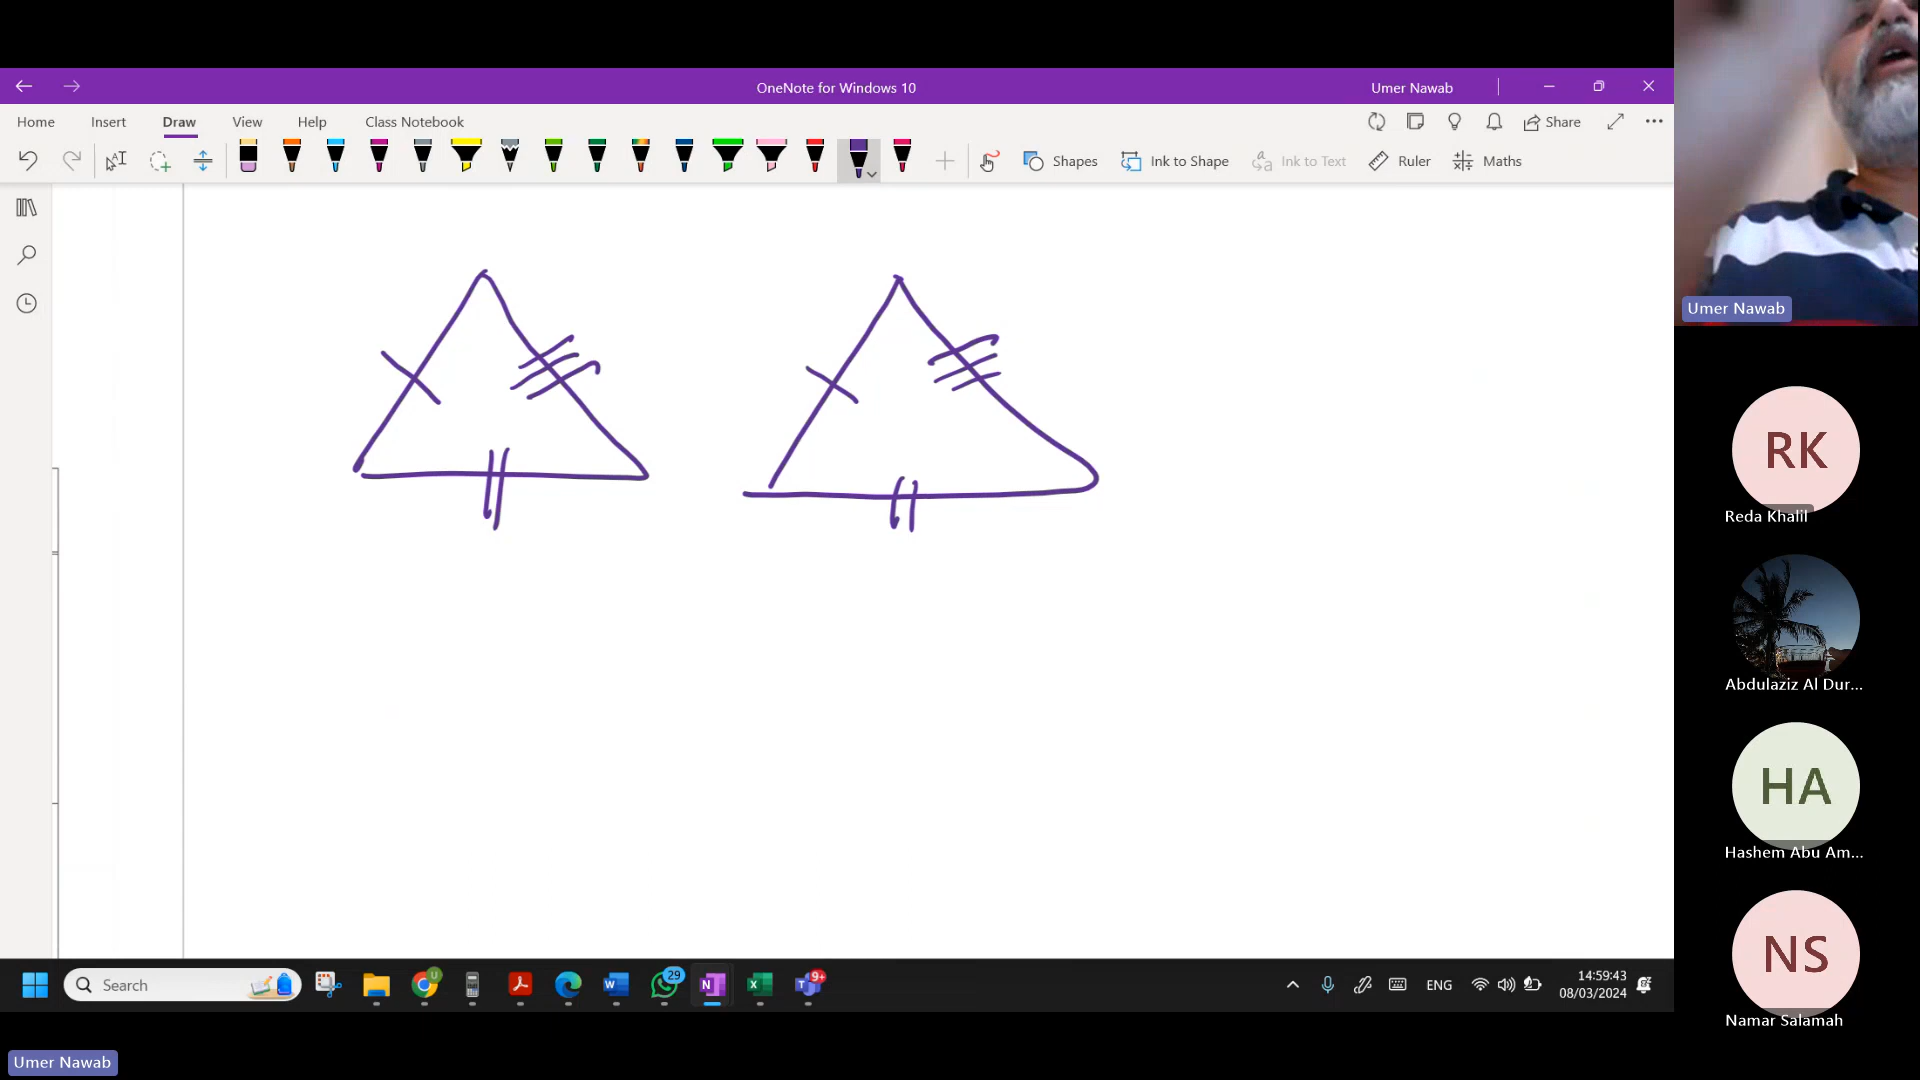 OneNote for Windows 10
Umer Nawab
Home Insert Draw View Help Class Notebook
Share
Shapes Ink to Shape Ink to Text Ruler Maths
Umer Nawab
RK
Reda Khalil
Abdulaziz Al Dur...
HA
Hashem Abu Am...
NS
Namar Salamah
Search
29
9+
ENG
14:59:43
08/03/2024
Umer Nawab